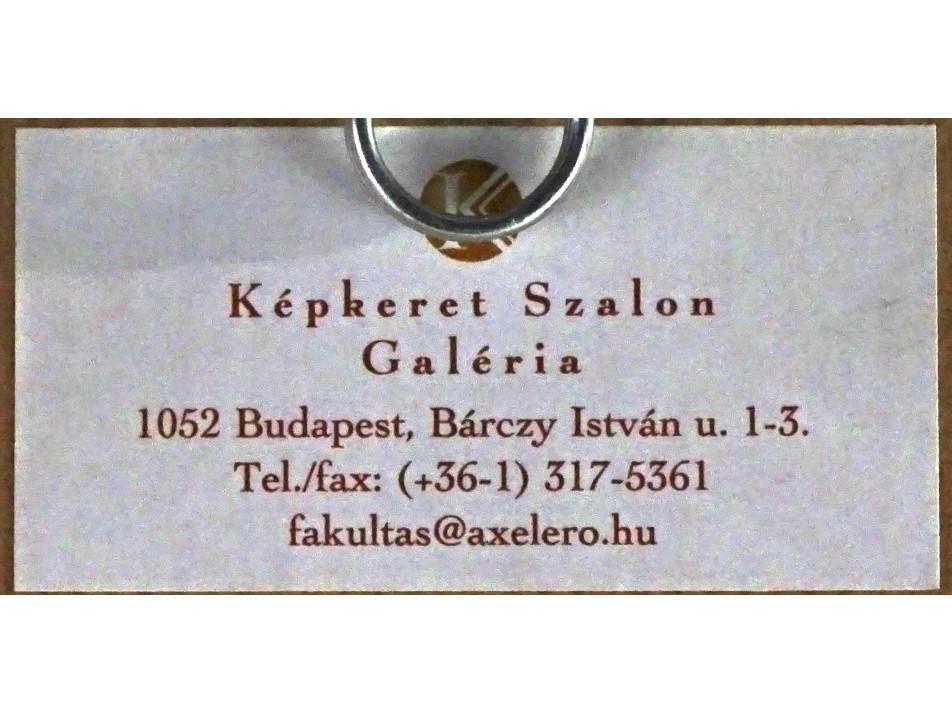 K
Képkeret Szalon
Galéria
1052 Budapest, Bárczy István u. 1-3.
Tel./fax: (+36-1) 317-5361
fakultas@axelero.hu